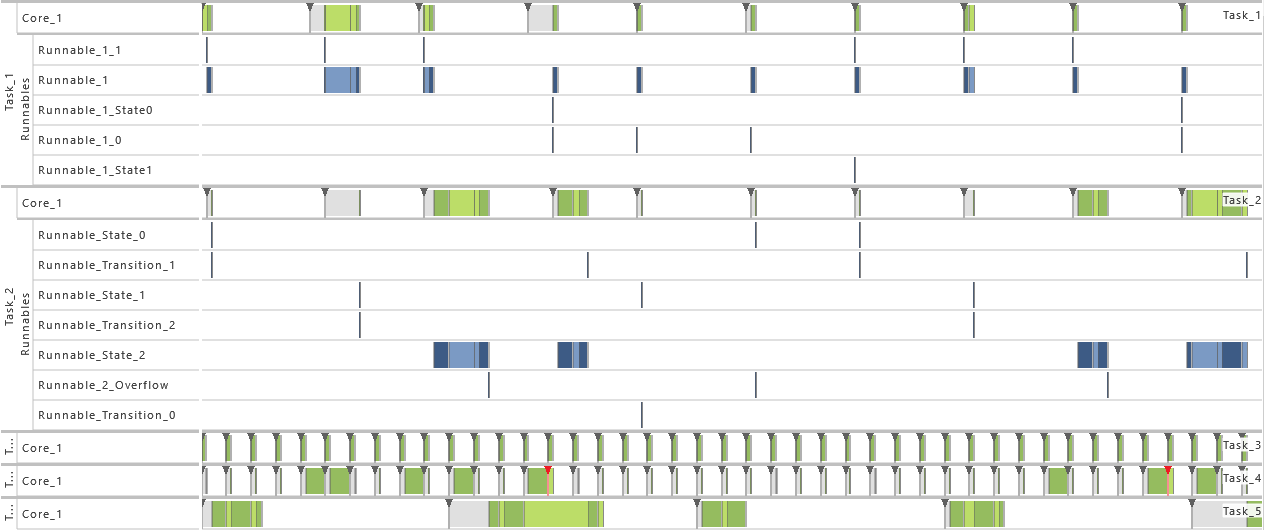 Core_1
Task_1
Task_1
Runnables
Runnable_1_1
Runnable_1
Runnable_1_State0
Runnable_1_0
Runnable_1_State1
Core_1
Task_2
Task_2
Runnables
Runnable_State_0
Runnable_Transition_1
Runnable_State_1
Runnable_Transition_2
Runnable_State_2
Runnable_2_Overflow
Runnable_Transition_0
T...
Core_1
Task_3
T...
Core_1
Task_4
T...
Core_1
Task_5